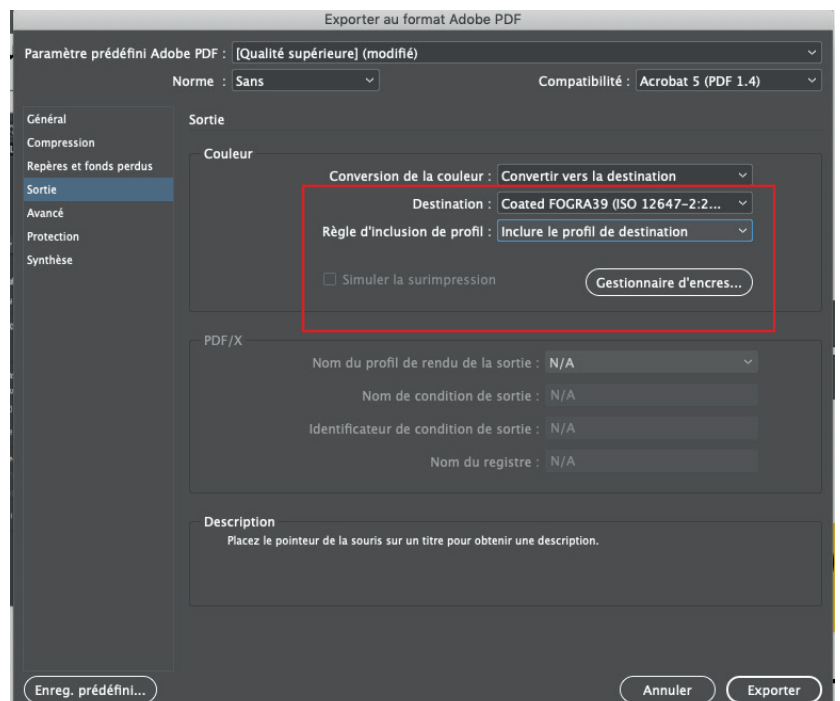 Exporter au format Adobe PDF
Paramètre prédéfini Adobe PDF : [Qualité supérieure] (modifié)
Norme : Sans Compatibilité : Acrobat 5 (PDF 1.4)
Général
Compression
Repères et fonds perdus
Sortie
Avancé
Protection
Synthèse
Sortie
Couleur
Conversion de la couleur : Convertir vers la destination
Destination : Coated FOGRA39 (ISO 12647-2:2...
Règle d'inclusion de profil : Inclure le profil de destination
Simuler la surimpression Gestionnaire d'encres...
PDF/X
Nom du profil de rendu de la sortie : N/A
Nom de condition de sortie : N/A
Identificateur de condition de sortie : N/A
Nom du registre : N/A
Description
Placez le pointeur de la souris sur un titre pour obtenir une description.
Enreg. prédéfini... Annuler Exporter